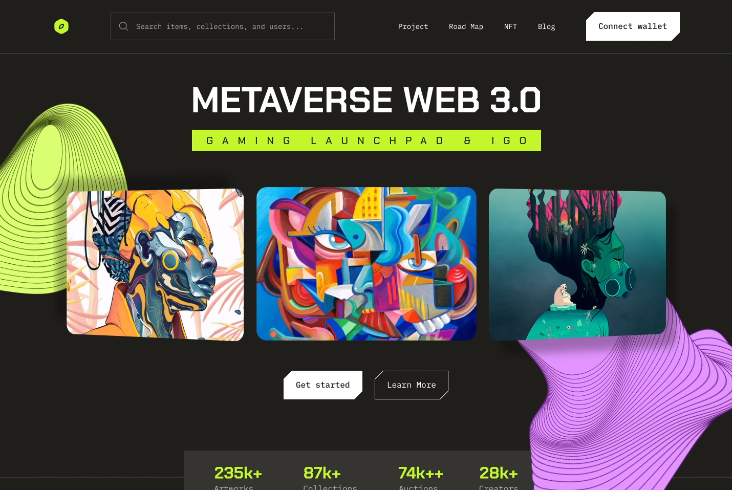 Search items, collections, and users...
Project Road Map NFT Blog
Connect wallet
METAVERSE WEB 3.0
GAMING LAUNCHPAD & IGO
Get started
Learn More
235k+ 87k+ 74k++ 28k+
Artworks Collections Auctions Creators